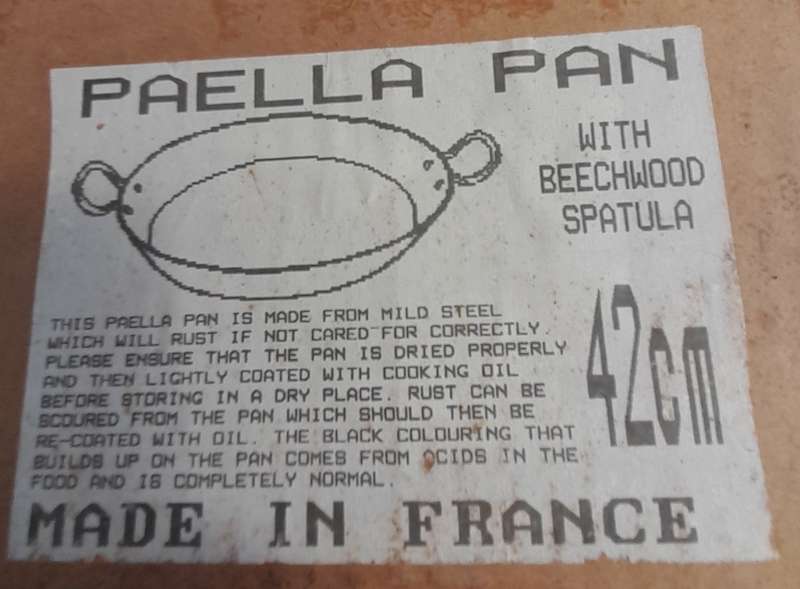 PAELLA PAN
WITH
BEECHWOOD
SPATULA
42cm
THIS PAELLA PAN IS MADE FROM MILD STEEL
WHICH WILL RUST IF NOT CARED FOR CORRECTLY.
PLEASE ENSURE THAT THE PAN IS DRIED PROPERLY
AND THEN LIGHTLY COATED WITH COOKING OIL
BEFORE STORING IN A DRY PLACE. RUST CAN BE
SCOURED FROM THE PAN WHICH SHOULD THEN BE
RE-COATED WITH OIL. THE BLACK COLOURING THAT
BUILDS UP ON THE PAN COMES FROM ACIDS IN THE
FOOD AND IS COMPLETELY NORMAL.
MADE IN FRANCE